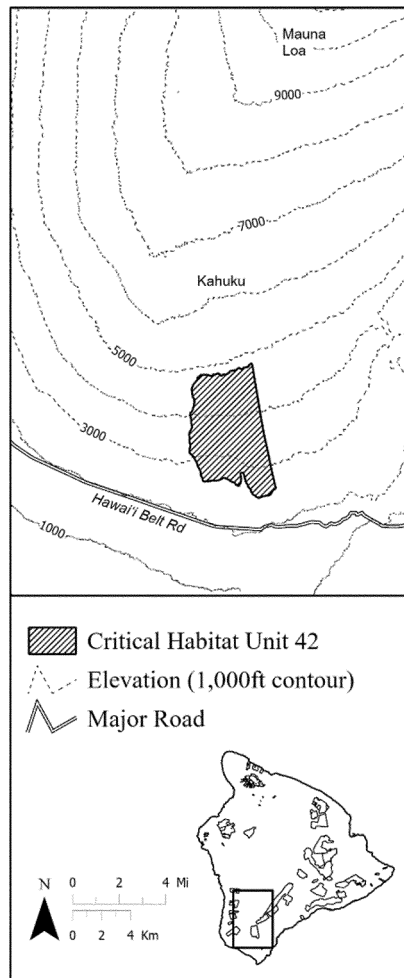 Mauna
Loa
9000
7000
Kahuku
5000
3000
Hawai'i Belt Rd
1000
Critical Habitat Unit 42
Elevation (1,000ft contour)
Major Road
N
0 2 4 Mi
0 2 4 Km